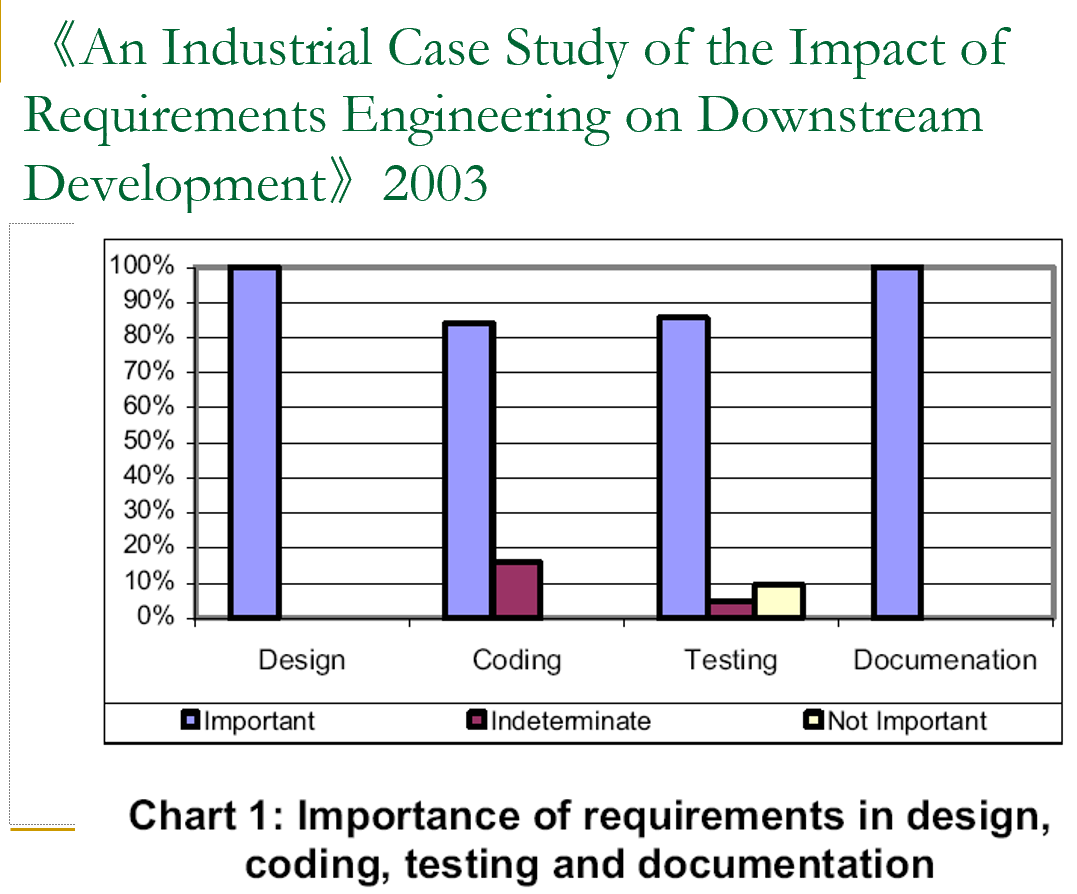 《An Industrial Case Study of the Impact of
Requirements Engineering on Downstream
Development》2003
100%
90%
80%
70%
60%
50%
40%
30%
20%
10%
0%
Design Coding Testing Documenation
Important Indeterminate Not Important
Chart 1: Importance of requirements in design,
coding, testing and documentation